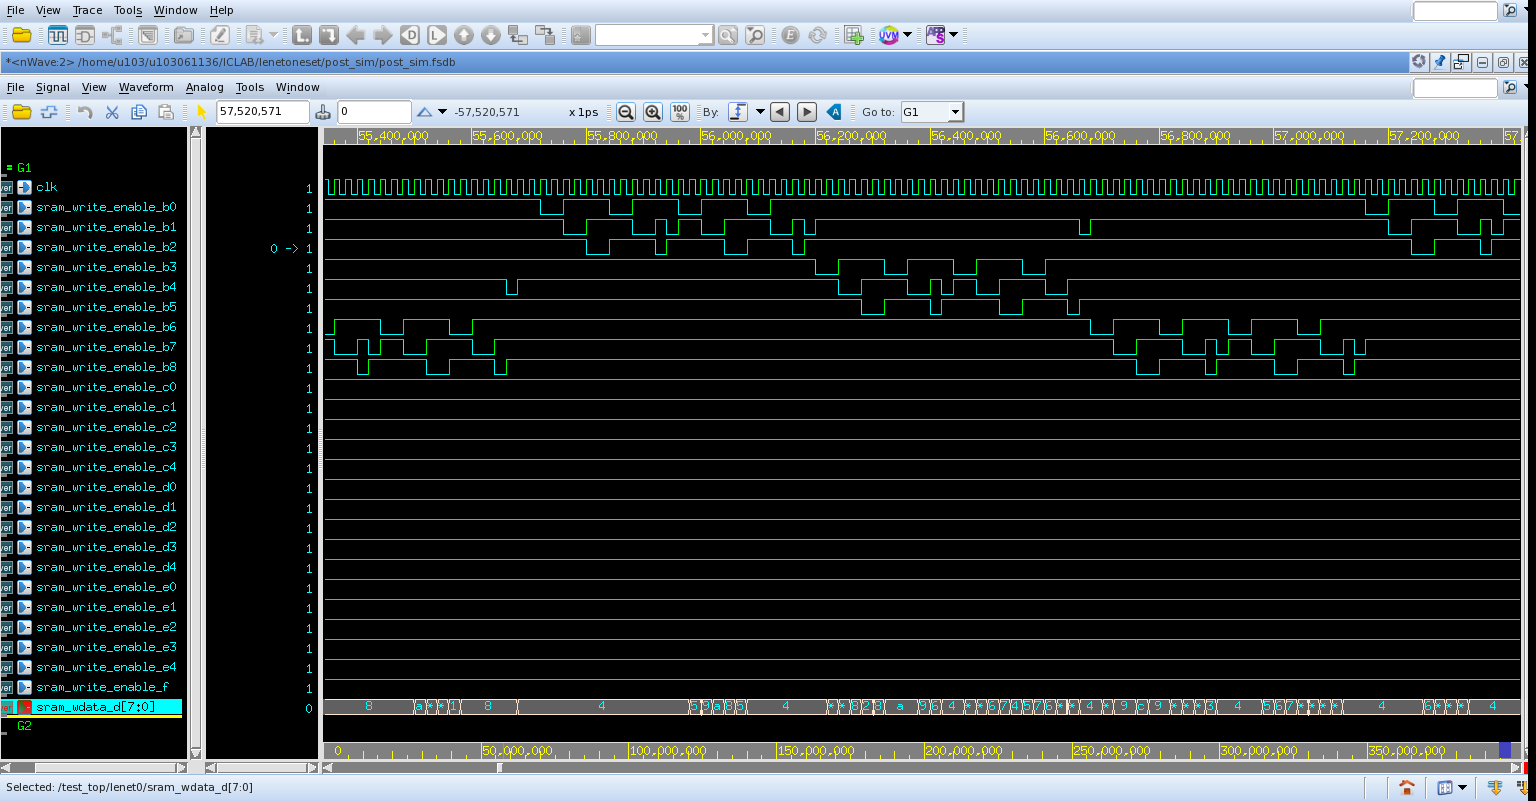 File View Trace Tools Window Help
*<nWave:2> /home/u103/u103061136/ICLAB/lenetoneset/post_sim/post_sim.fsdb
File Signal View Waveform Analog Tools Window
57,520,571 0 -57,520,571 x 1ps 100 % By: Go to: G1
55,400,000 55,600,000 55,800,000 56,000,000 56,200,000 56,400,000 56,600,000 56,800,000 57,000,000 57,200,000 57
= G1
clk 1
sram_write_enable_b0 1
sram_write_enable_b1 1
sram_write_enable_b2 0 -> 1
sram_write_enable_b3 1
sram_write_enable_b4 1
sram_write_enable_b5 1
sram_write_enable_b6 1
sram_write_enable_b7 1
sram_write_enable_b8 1
sram_write_enable_c0 1
sram_write_enable_c1 1
sram_write_enable_c2 1
sram_write_enable_c3 1
sram_write_enable_c4 1
sram_write_enable_d0 1
sram_write_enable_d1 1
sram_write_enable_d2 1
sram_write_enable_d3 1
sram_write_enable_d4 1
sram_write_enable_e0 1
sram_write_enable_e1 1
sram_write_enable_e2 1
sram_write_enable_e3 1
sram_write_enable_e4 1
sram_write_enable_f 1
sram_wdata_d[7:0] 0 8 a * * 1 8 4 5 9 a 8 5 4 * * 8 2 8 a 9 6 4 * * 6 7 4 5 7 6 * * 4 * 9 c 9 * * * 3 4 5 6 7 * * * * 4 6 * * * 4
G2
0 50,000,000 100,000,000 150,000,000 200,000,000 250,000,000 300,000,000 350,000,000
Selected: /test_top/lenet0/sram_wdata_d[7:0]